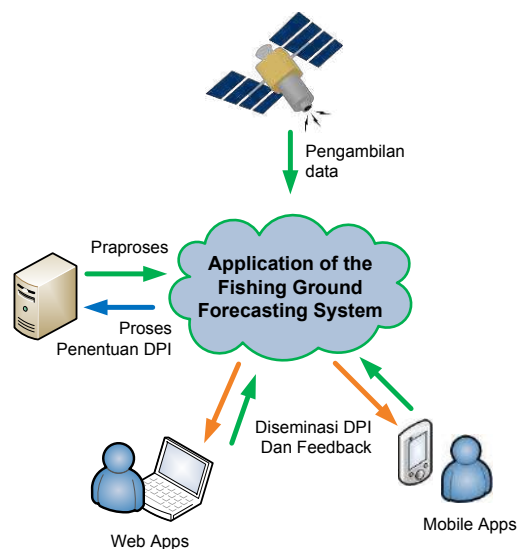 Pengambilan
data
Praproses
Application of the
Fishing Ground
Forecasting System
Proses
Penentuan DPI
Diseminasi DPI
Dan Feedback
Web Apps
Mobile Apps